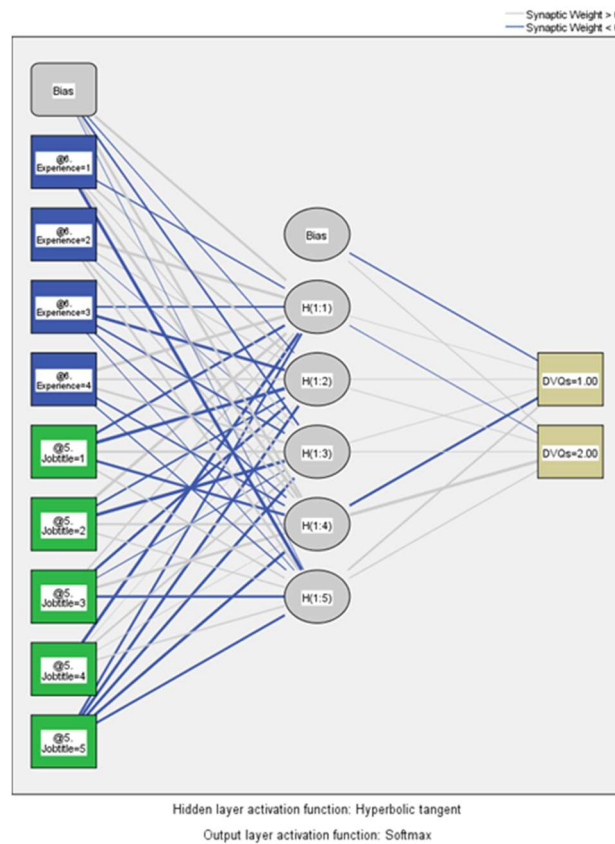 Synaptic Weight >
Synaptic Weight <
Bias
@6.
Experience=1
@6.
Experience=2
@6.
Experience=3
@6.
Experience=4
@5.
Jobtitle=1
@5.
Jobtitle=2
@5.
Jobtitle=3
@5.
Jobtitle=4
@5.
Jobtitle=5
Bias
H(1:1)
H(1:2)
H(1:3)
H(1:4)
H(1:5)
DVQs=1.00
DVQs=2.00
Hidden layer activation function: Hyperbolic tangent
Output layer activation function: Softmax